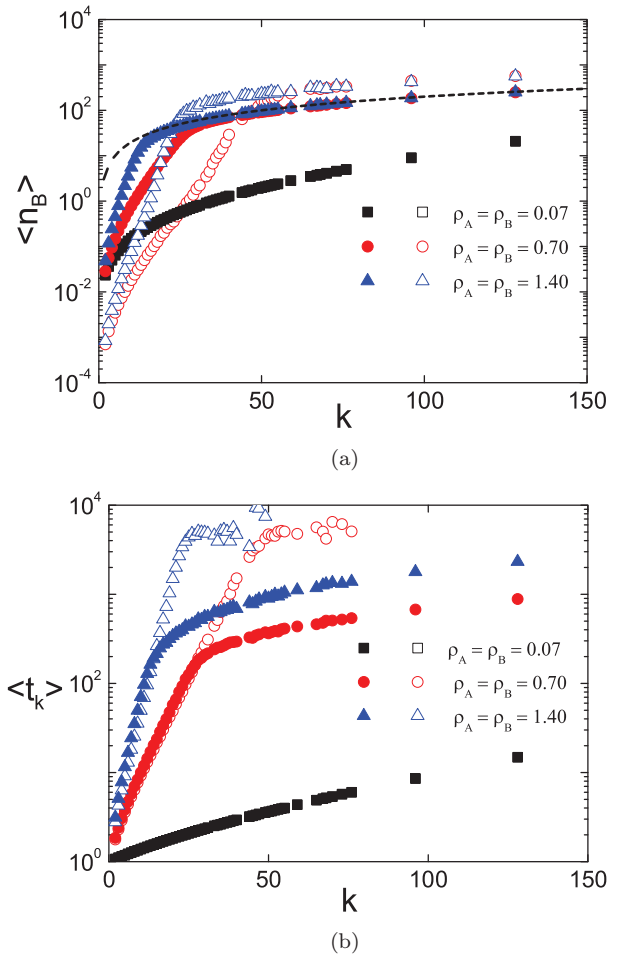 10^4
10^2
10^0
10^-2
10^-4
<n_B>
ρ_A = ρ_B = 0.07
ρ_A = ρ_B = 0.70
ρ_A = ρ_B = 1.40
0 50 100 150
k
(a)
10^4
10^2
10^0
<t_k>
ρ_A = ρ_B = 0.07
ρ_A = ρ_B = 0.70
ρ_A = ρ_B = 1.40
0 50 100 150
k
(b)